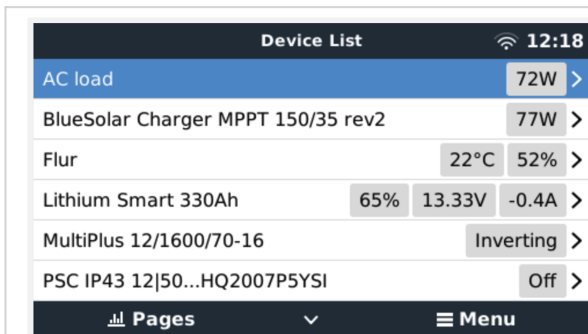 Device List 12:18
AC load 72W
BlueSolar Charger MPPT 150/35 rev2 77W
Flur 22°C 52%
Lithium Smart 330Ah 65% 13.33V -0.4A
MultiPlus 12/1600/70-16 Inverting
PSC IP43 12|50...HQ2007P5YSI Off
Pages Menu